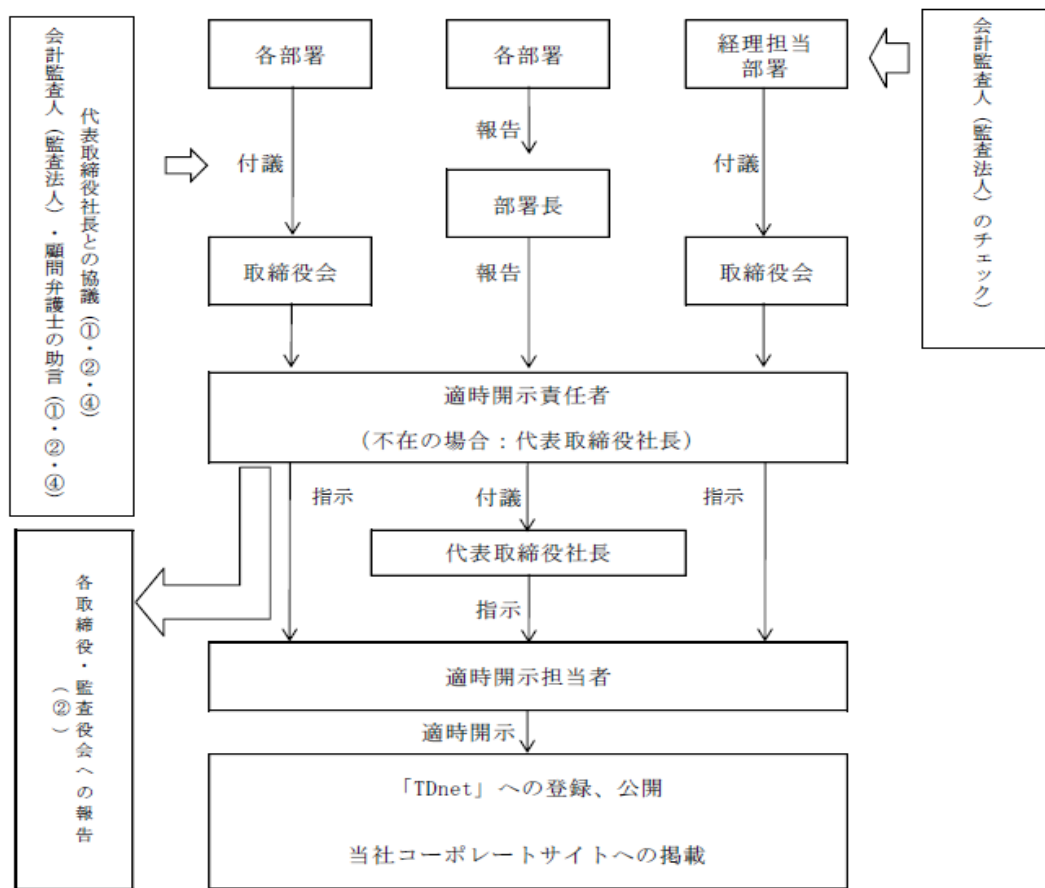 代表取締役社長との協議（①・②・④）
会計監査人（監査法人）・顧問弁護士の助言（①・②・④）
各部署
各部署
経理担当
部署
会計監査人（監査法人）のチェック）
付議
報告
付議
部署長
取締役会
報告
取締役会
適時開示責任者
（不在の場合：代表取締役社長）
指示
付議
指示
代表取締役社長
指示
各取締役・監査役会への報告
（②）
適時開示担当者
適時開示
「TDnet」への登録、公開
当社コーポレートサイトへの掲載